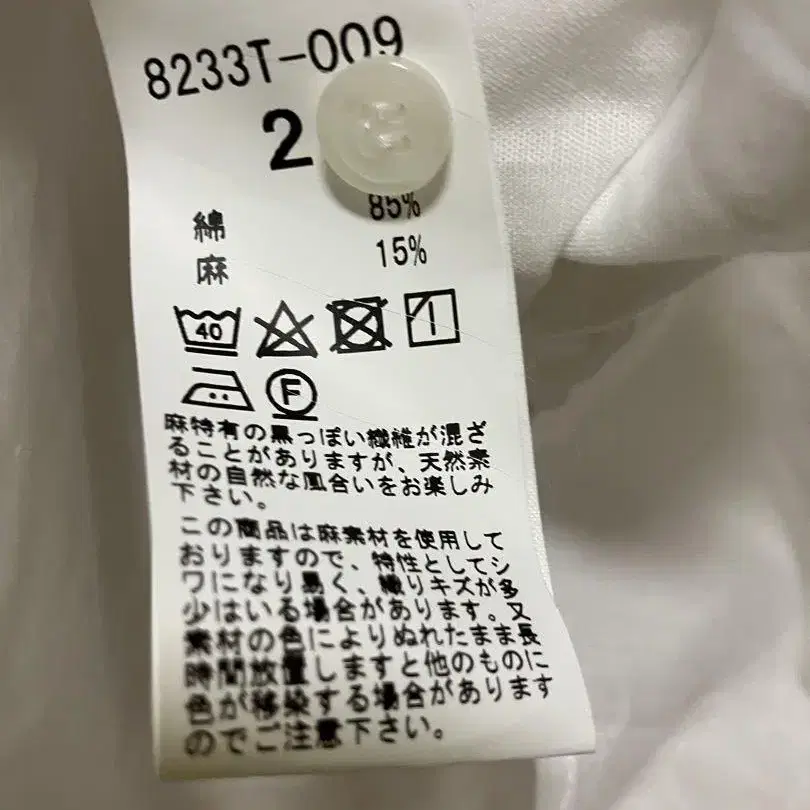 8233T-009
2
綿 85%
麻 15%
40
F
麻特有の黒っぽい繊維が混ざ
ることがありますが、天然素
材の自然な風合いをお楽しみ
下さい。
この商品は麻素材を使用して
おりますので、特性としてシ
ワになり易く、織りキズが多
少はいる場合があります。又
素材の色によりぬれたまま長
時間放置しますと他のものに
色が移染する場合があります
のでご注意下さい。